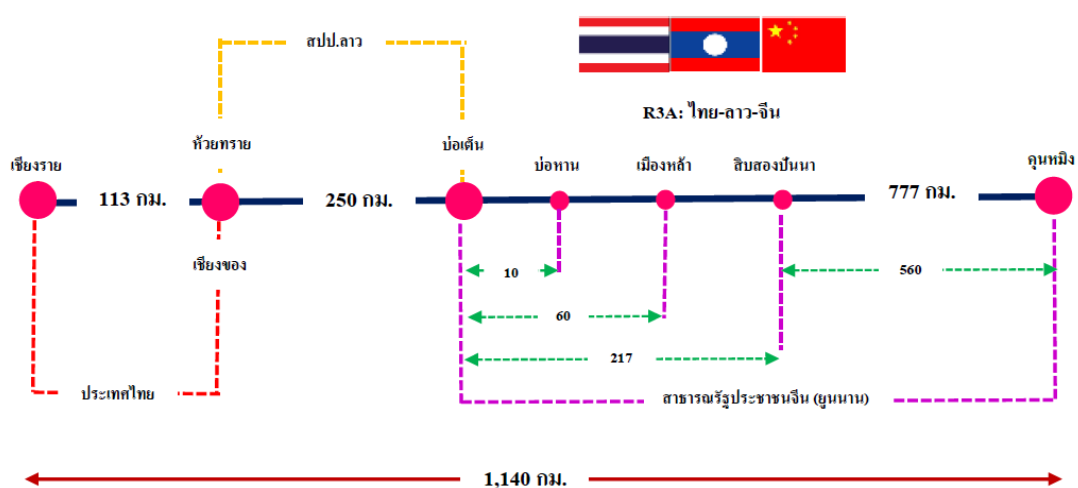 สปป.ลาว
R3A: ไทย-ลาว-จีน
ห้วยทราย
บ่อเต็น
เชียงราย
บ่อหาน
เมืองหล้า
สิบสองปันนา
คุนหมิง
113 กม.
250 กม.
777 กม.
เชียงของ
10
560
60
217
ประเทศไทย
สาธารณรัฐประชาชนจีน (ยูนนาน)
1,140 กม.